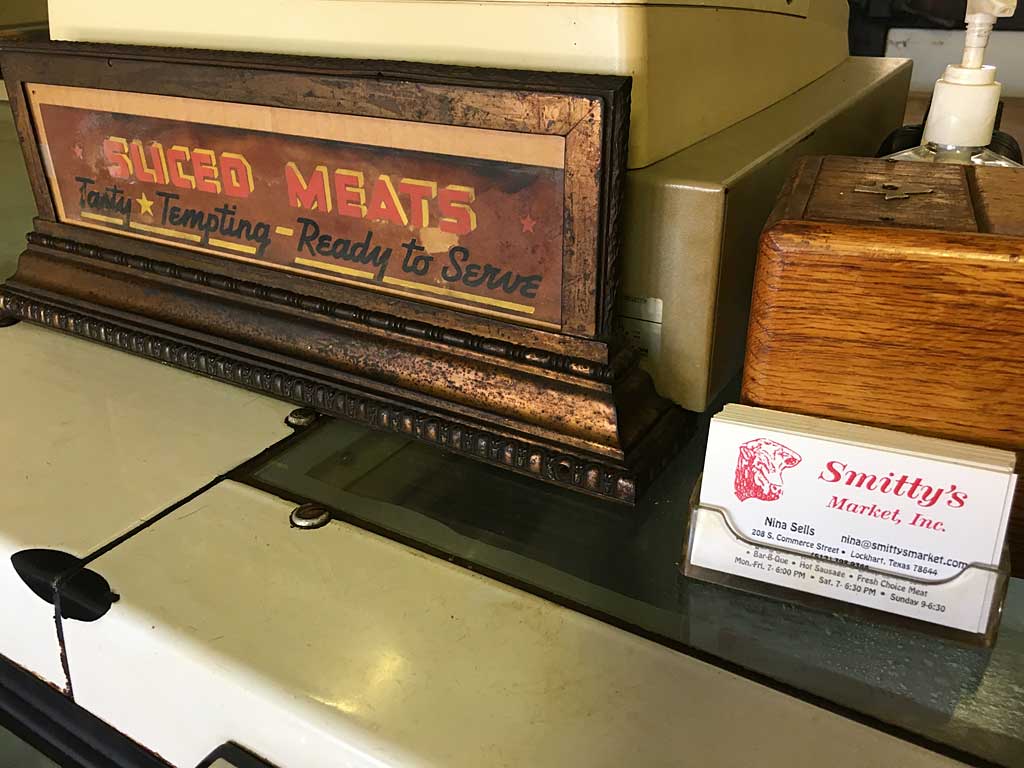 SLICED MEATS
Tasty ★ Tempting - Ready to Serve
Smitty's
Market, Inc.
Nina Sells nina@smittysmarket.com
208 S. Commerce Street • Lockhart, Texas 78644
• Bar-B-Que • Hot Sausage • Fresh Choice Meat
Mon.-Fri. 7- 6:00 PM • Sat. 7- 6:30 PM • Sunday 9-6:30